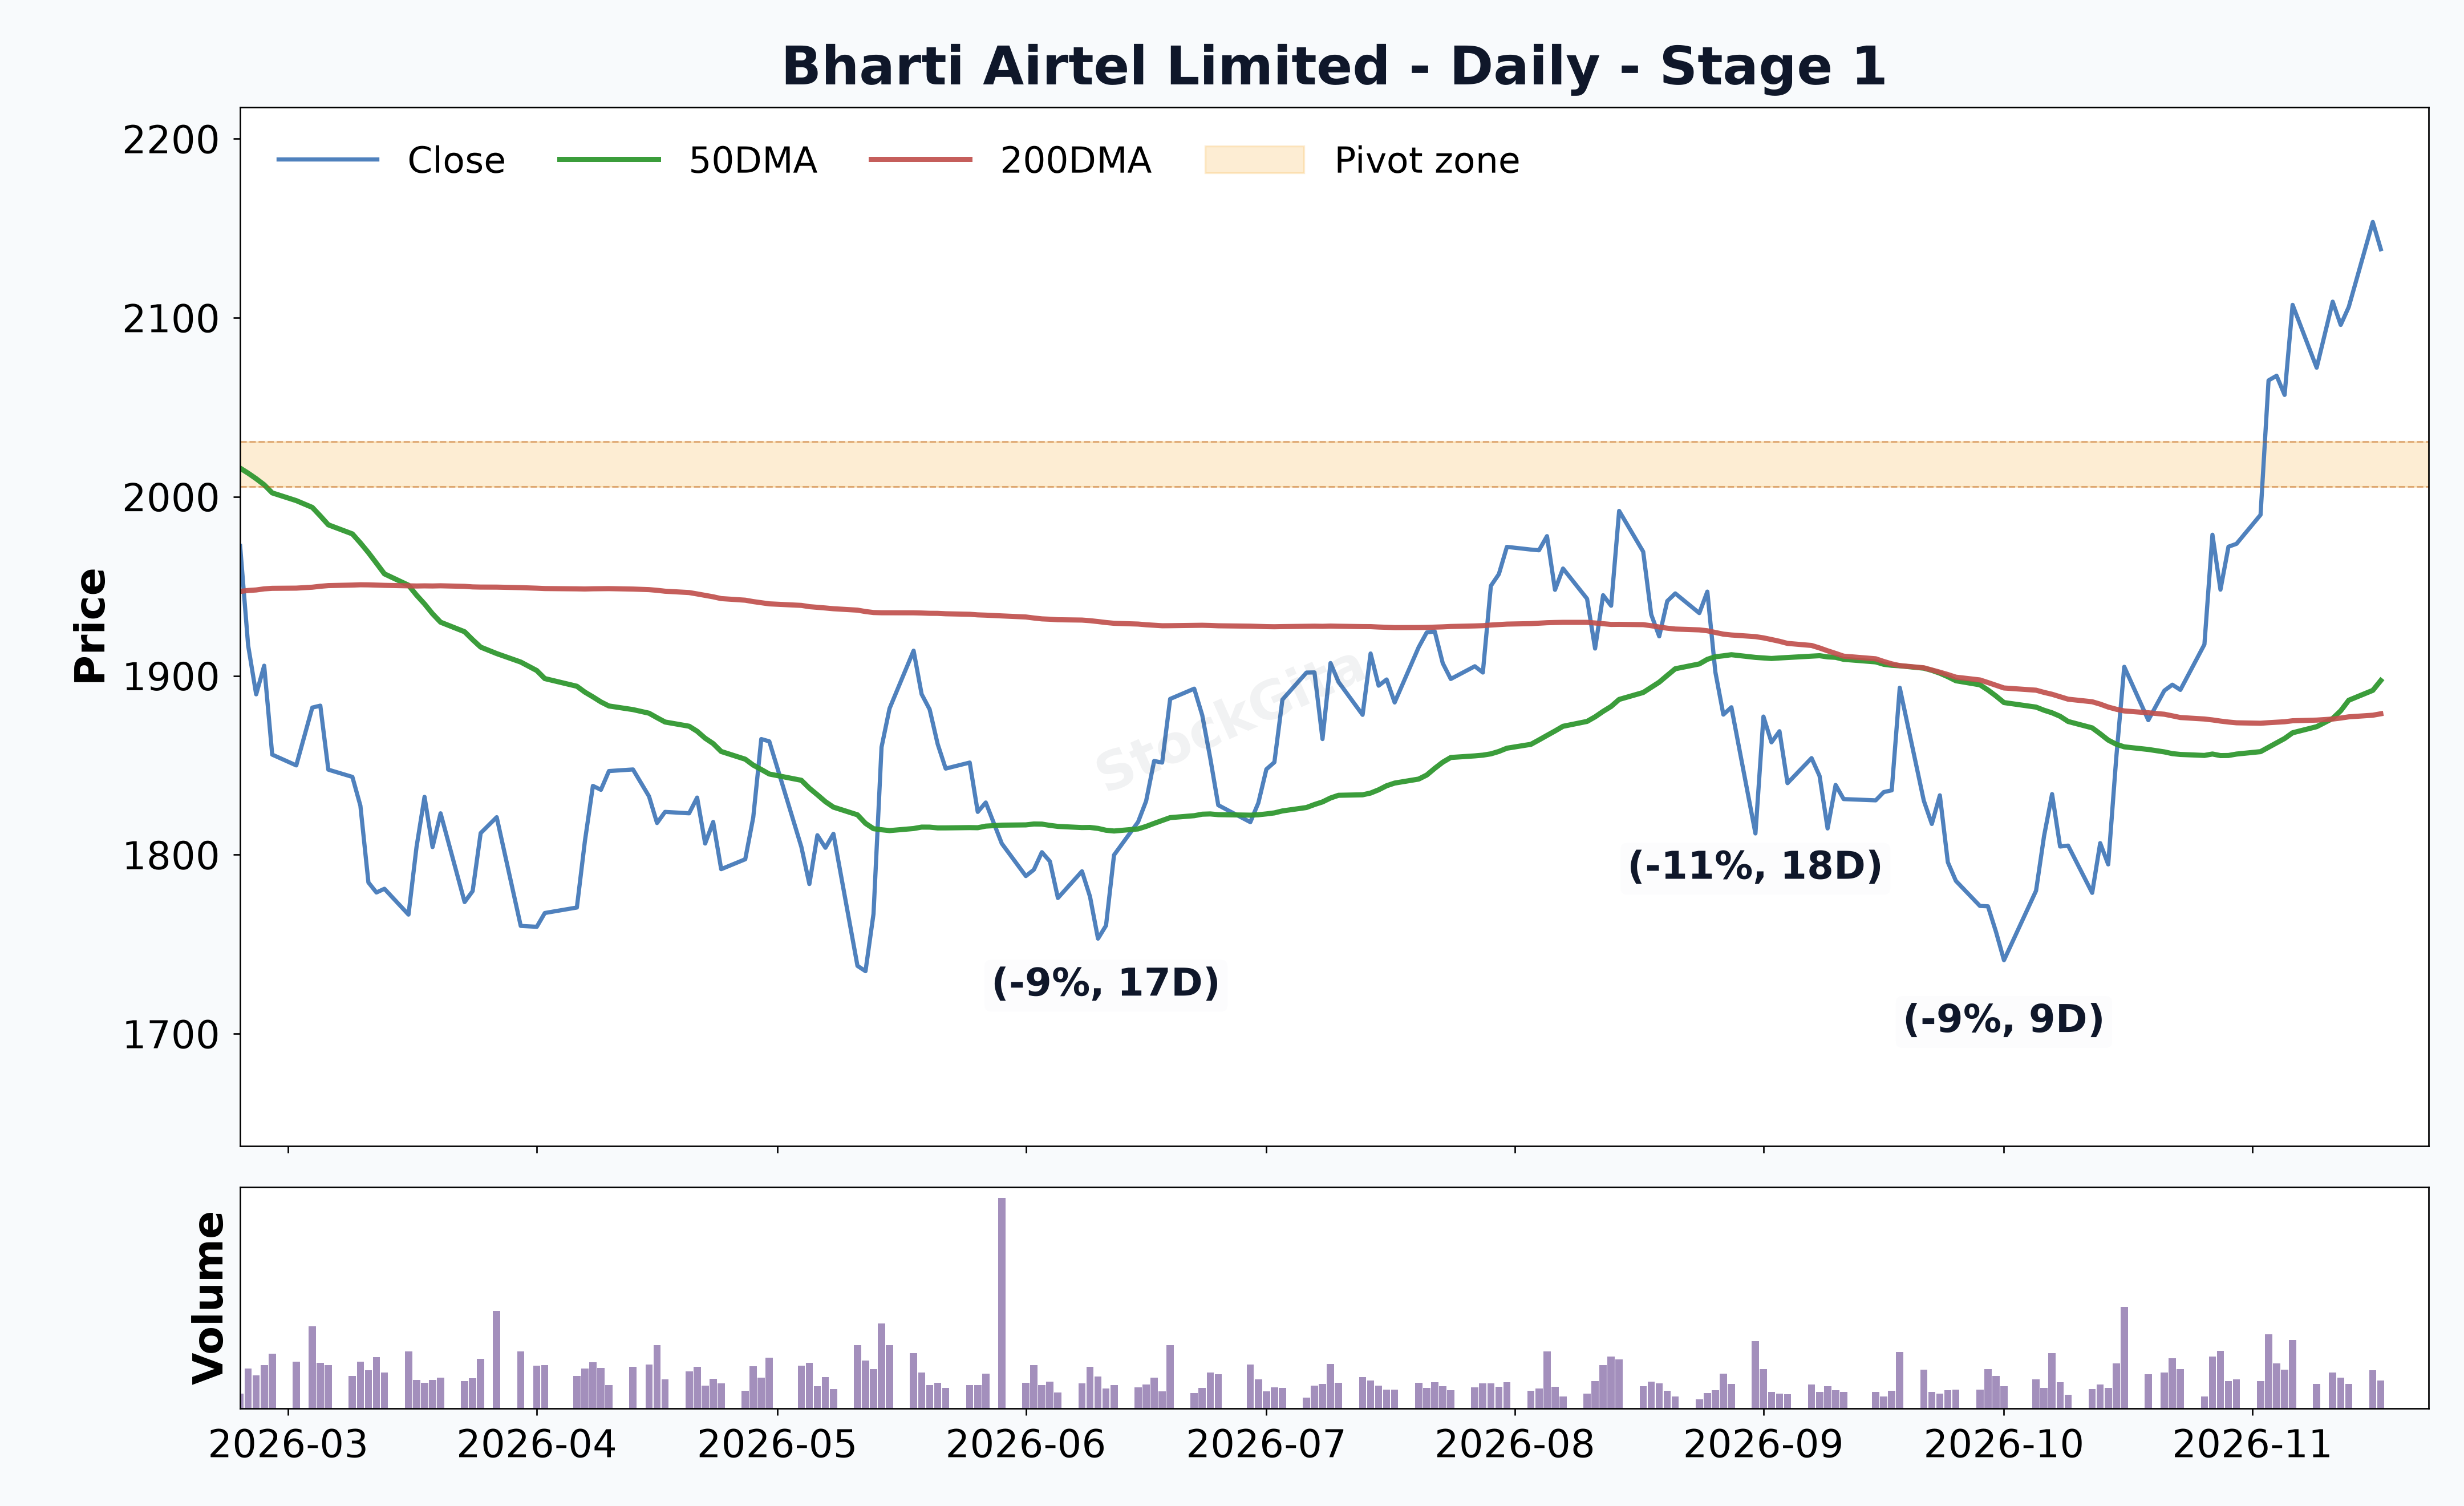 Bharti Airtel Limited - Daily - Stage 1
Close 50DMA 200DMA Pivot zone
2200
2100
2000
1900
1800
1700
Price
StockGita
(-9%, 17D)
(-11%, 18D)
(-9%, 9D)
Volume
2026-03 2026-04 2026-05 2026-06 2026-07 2026-08 2026-09 2026-10 2026-11